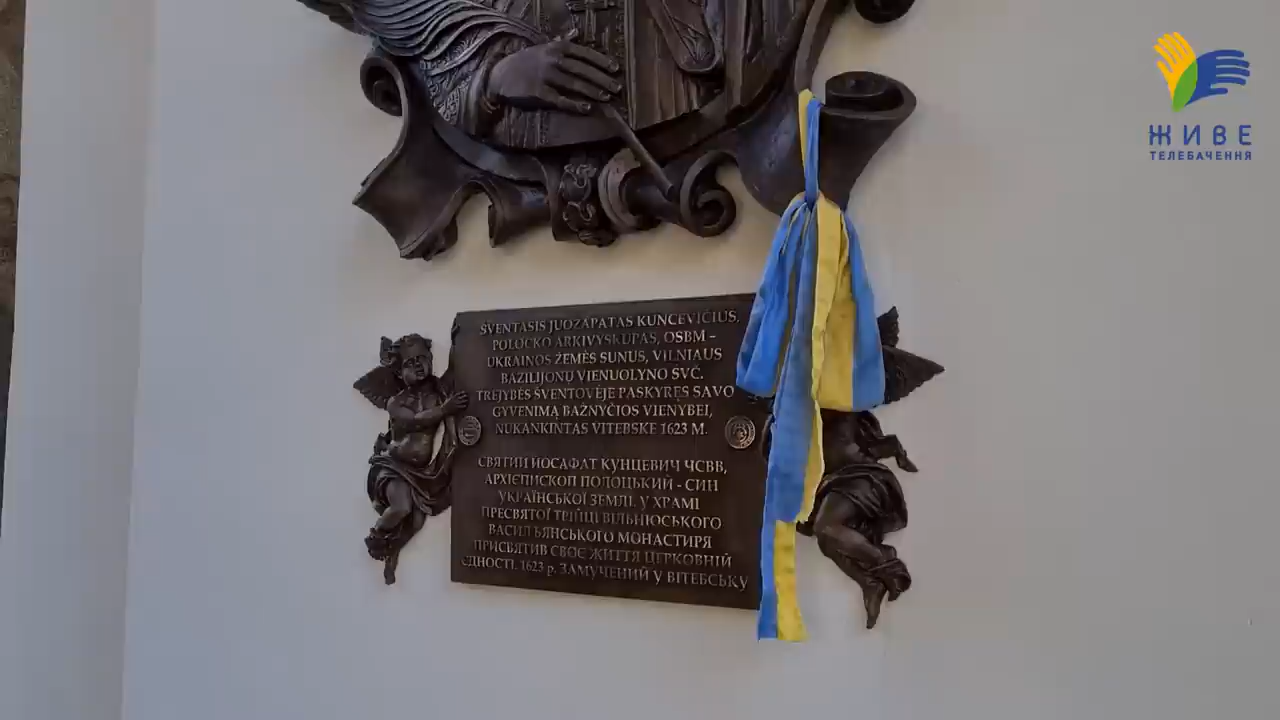 ЖИВЕ
ТЕЛЕБАЧЕННЯ
ŠVENTASIS JUOZAPATAS KUNCEVIČIUS,
POLOCKO ARKIVYSKUPAS, OSBM –
UKRAINOS ŽEMĖS SŪNUS, VILNIAUS
BAZILIJONŲ VIENUOLYNO ŠVČ.
TREJYBĖS ŠVENTOVĖJE PASKYRĘS SAVO
GYVENIMĄ BAŽNYČIOS VIENYBEI,
NUKANKINTAS VITEBSKE 1623 M.
СВЯТИЙ ЙОСАФАТ КУНЦЕВИЧ ЧСВВ,
АРХІЄПИСКОП ПОЛОЦЬКИЙ - СИН
УКРАЇНСЬКОЇ ЗЕМЛІ. У ХРАМІ
ПРЕСВЯТОЇ ТРІЙЦІ ВІЛЬНЮСЬКОГО
ВАСИЛЬЯНСЬКОГО МОНАСТИРЯ
ПРИСВЯТИВ СВОЄ ЖИТТЯ ЦЕРКОВНІЙ
ЄДНОСТІ. 1623 р. ЗАМУЧЕНИЙ У ВІТЕБСЬКУ